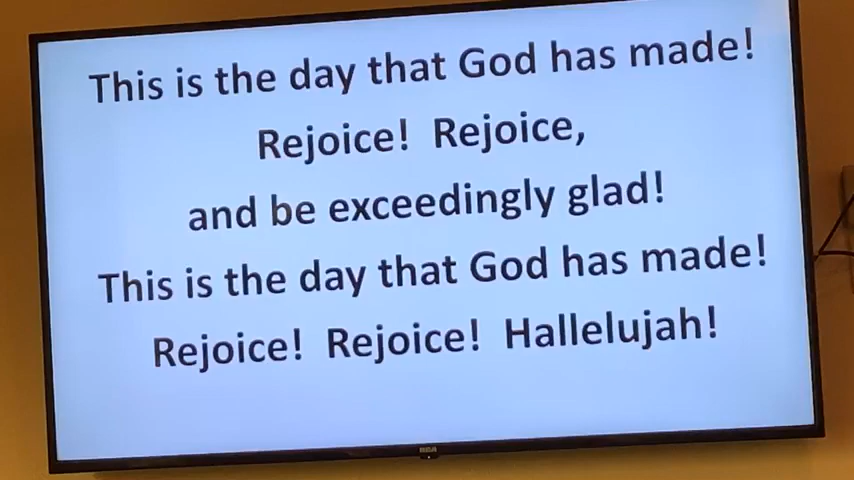 This is the day that God has made!
Rejoice! Rejoice,
and be exceedingly glad!
This is the day that God has made!
Rejoice! Rejoice! Hallelujah!
RCA